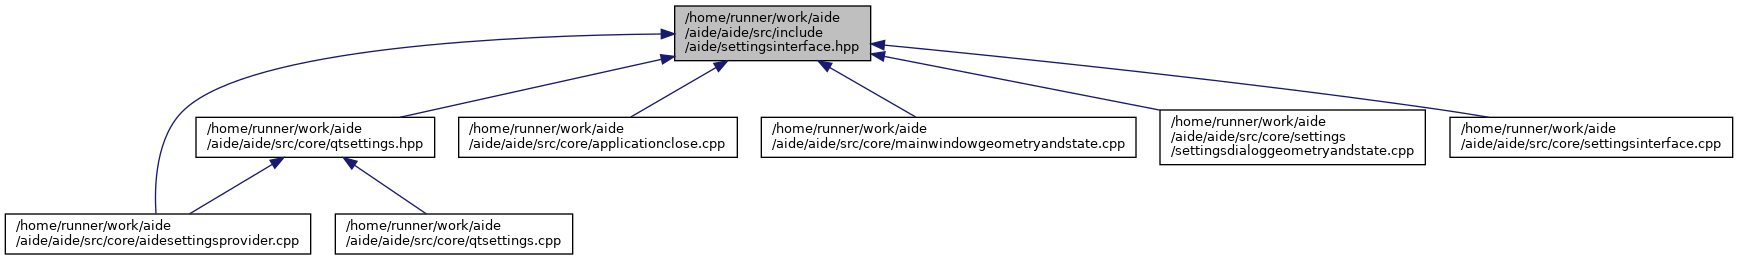 /home/runner/work/aide
/aide/aide/src/include
/aide/settingsinterface.hpp
/home/runner/work/aide
/aide/aide/src/core/qtsettings.hpp
/home/runner/work/aide
/aide/aide/src/core/applicationclose.cpp
/home/runner/work/aide
/aide/aide/src/core/mainwindowgeometryandstate.cpp
/home/runner/work/aide
/aide/aide/src/core/settings
/settingsdialoggeometryandstate.cpp
/home/runner/work/aide
/aide/aide/src/core/settingsinterface.cpp
/home/runner/work/aide
/aide/aide/src/core/aidesettingsprovider.cpp
/home/runner/work/aide
/aide/aide/src/core/qtsettings.cpp